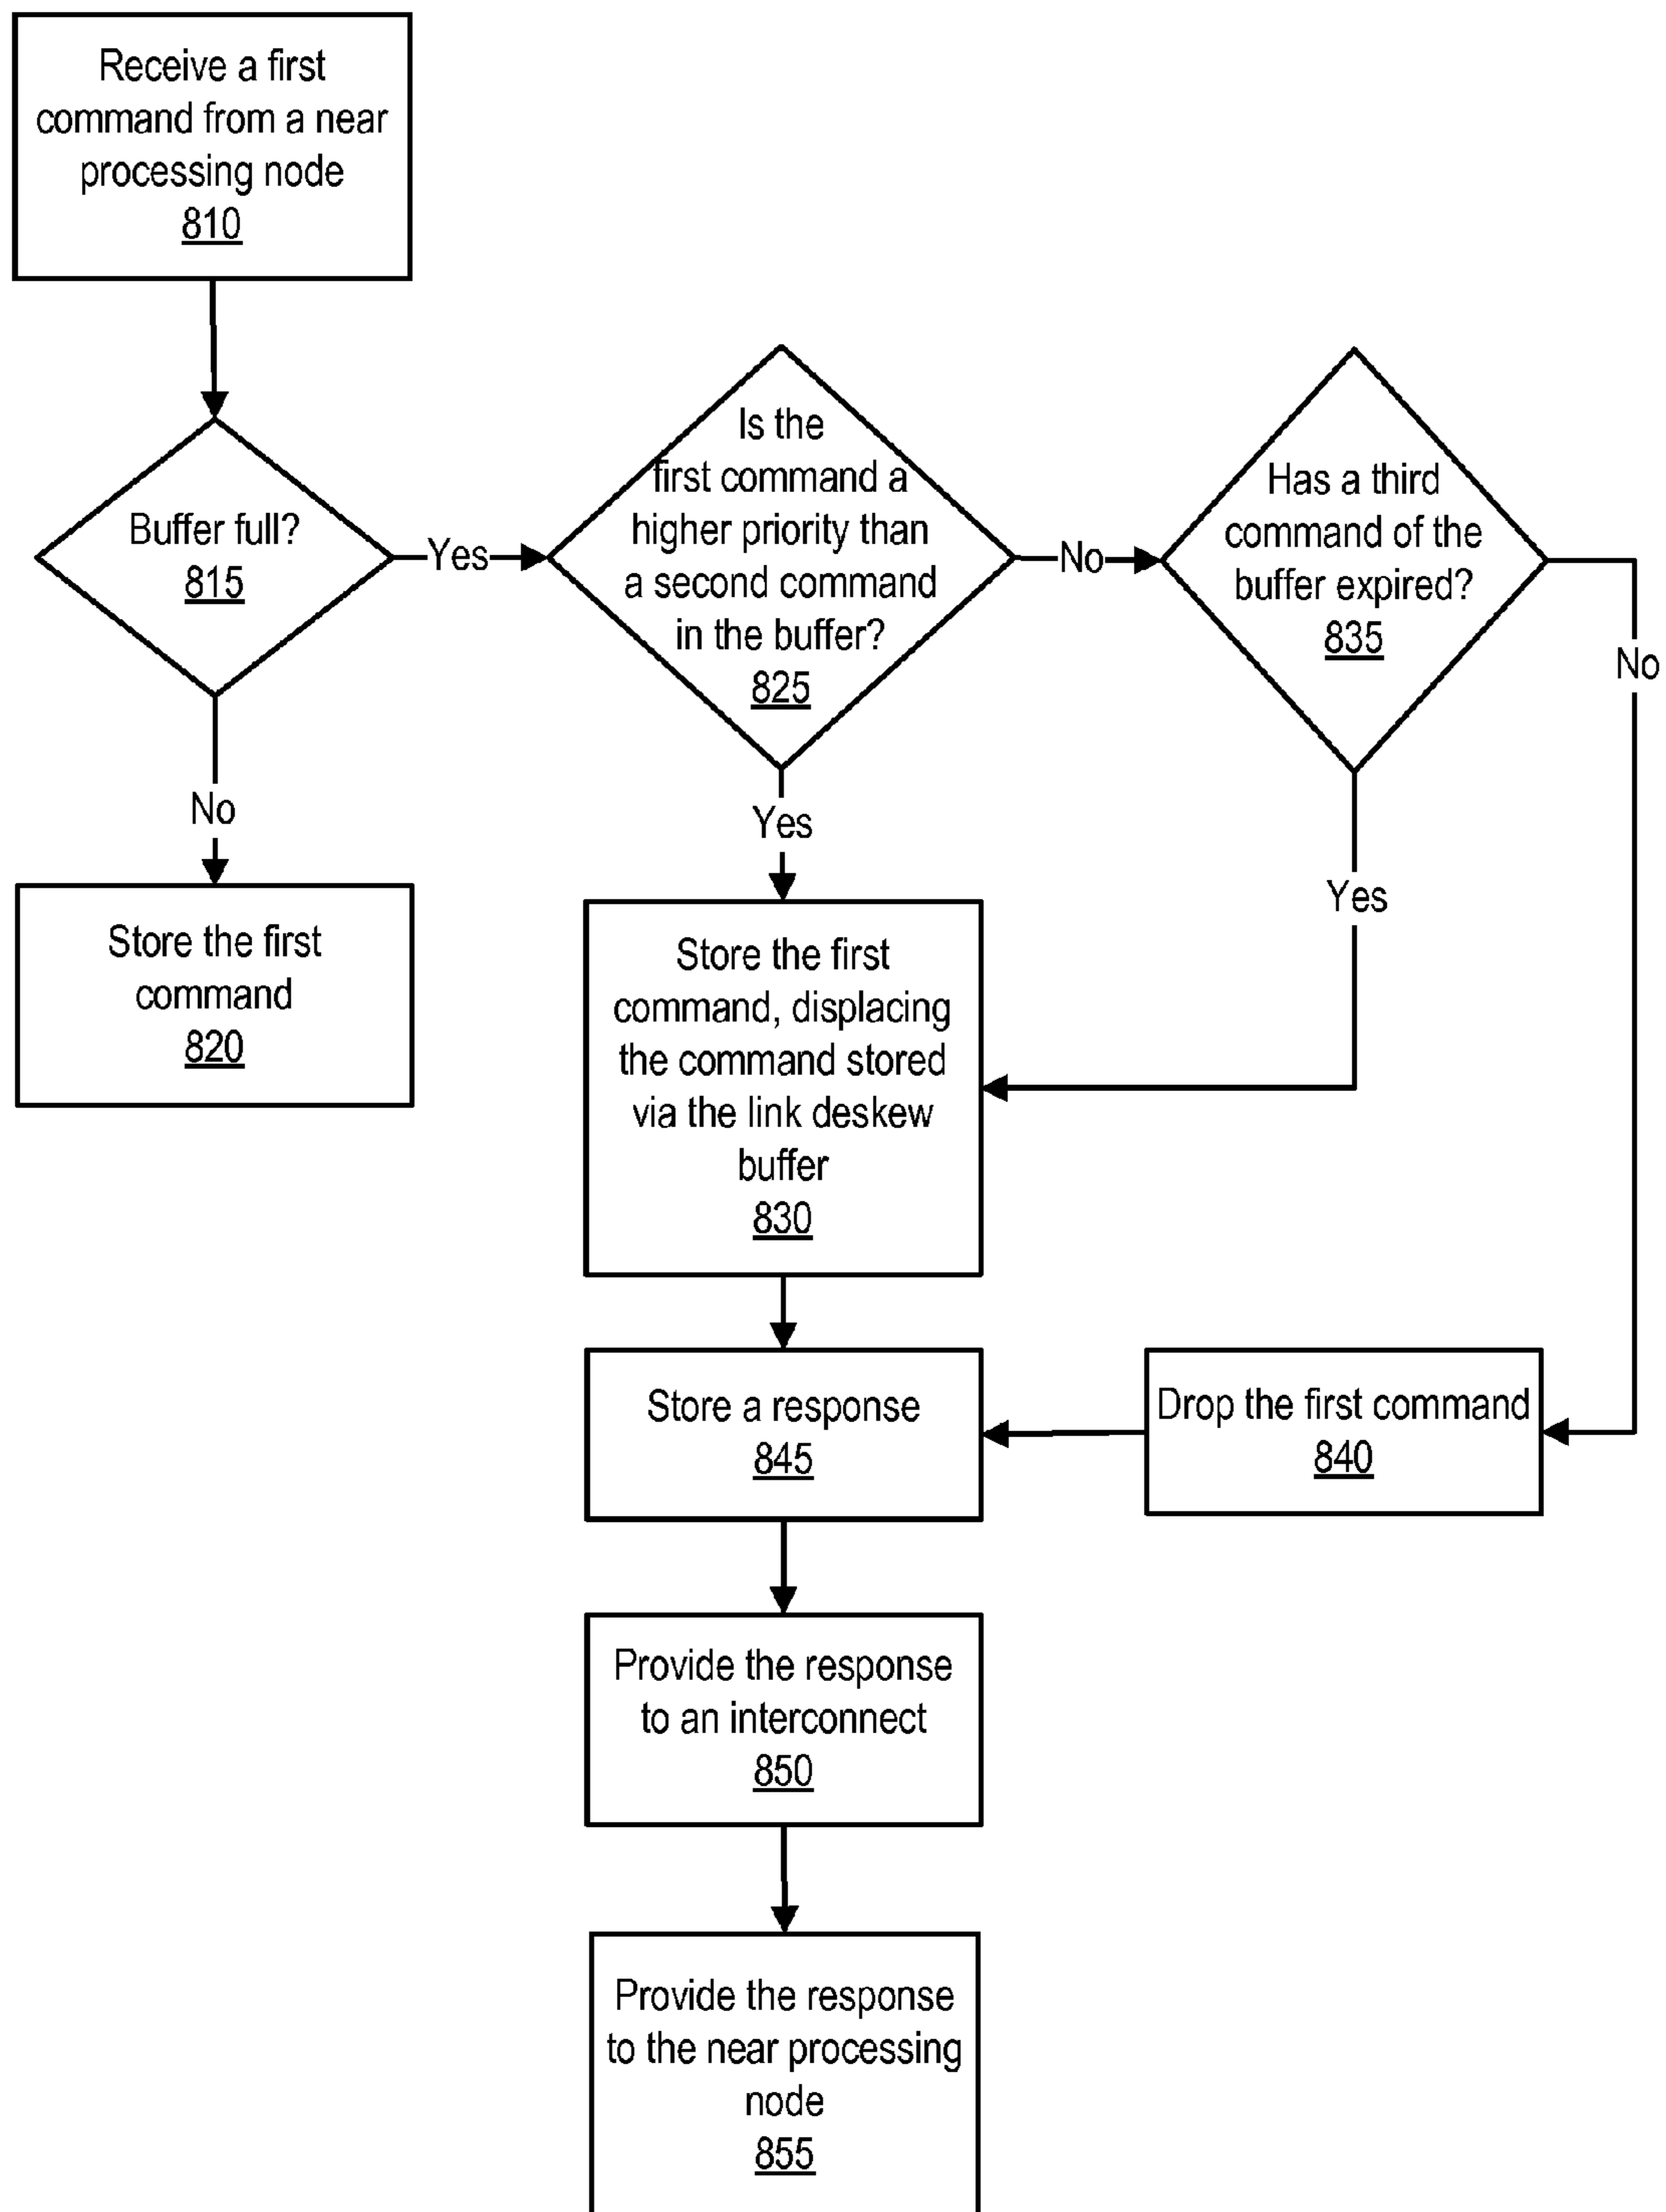 Receive a first
command from a near
processing node
810
Buffer full?
815
Yes
No
Store the first
command
820
Is the
first command a
higher priority than
a second command
in the buffer?
825
No
Yes
Has a third
command of the
buffer expired?
835
No
Yes
Store the first
command, displacing
the command stored
via the link deskew
buffer
830
Drop the first command
840
Store a response
845
Provide the response
to an interconnect
850
Provide the response
to the near processing
node
855